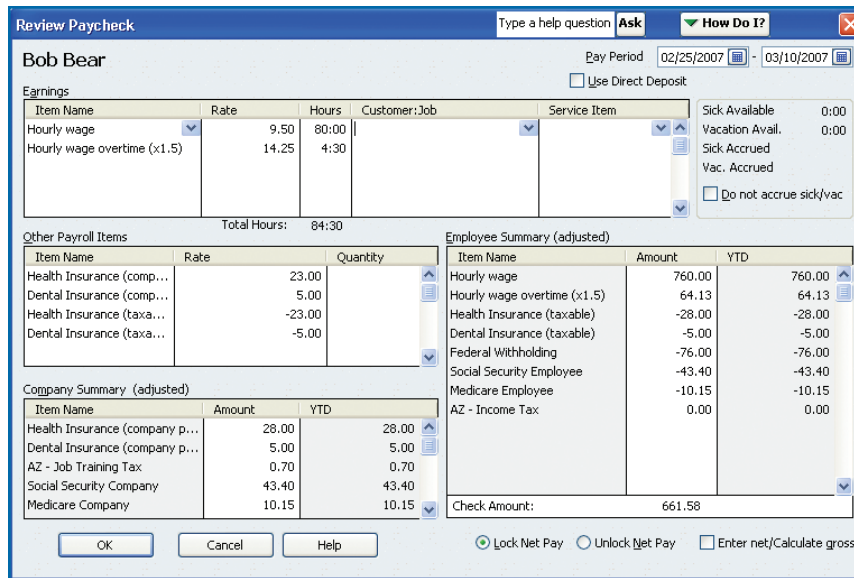 Review Paycheck Type a help question Ask How Do I?
Bob Bear Pay Period 02/25/2007 - 03/10/2007
Use Direct Deposit
Earnings
Item Name Rate Hours Customer:Job Service Item
Hourly wage 9.50 80:00
Hourly wage overtime (x1.5) 14.25 4:30
Sick Available 0:00
Vacation Avail. 0:00
Sick Accrued
Vac. Accrued
Do not accrue sick/vac
Total Hours: 84:30
Other Payroll Items
Item Name Rate Quantity
Health Insurance (comp... 23.00
Dental Insurance (comp... 5.00
Health Insurance (taxa... -23.00
Dental Insurance (taxa... -5.00
Company Summary (adjusted)
Item Name Amount YTD
Health Insurance (company p... 28.00 28.00
Dental Insurance (company p... 5.00 5.00
AZ - Job Training Tax 0.70 0.70
Social Security Company 43.40 43.40
Medicare Company 10.15 10.15
Employee Summary (adjusted)
Item Name Amount YTD
Hourly wage 760.00 760.00
Hourly wage overtime (x1.5) 64.13 64.13
Health Insurance (taxable) -28.00 -28.00
Dental Insurance (taxable) -5.00 -5.00
Federal Withholding -76.00 -76.00
Social Security Employee -43.40 -43.40
Medicare Employee -10.15 -10.15
AZ - Income Tax 0.00 0.00
Check Amount: 661.58
OK Cancel Help Lock Net Pay Unlock Net Pay Enter net/Calculate gross